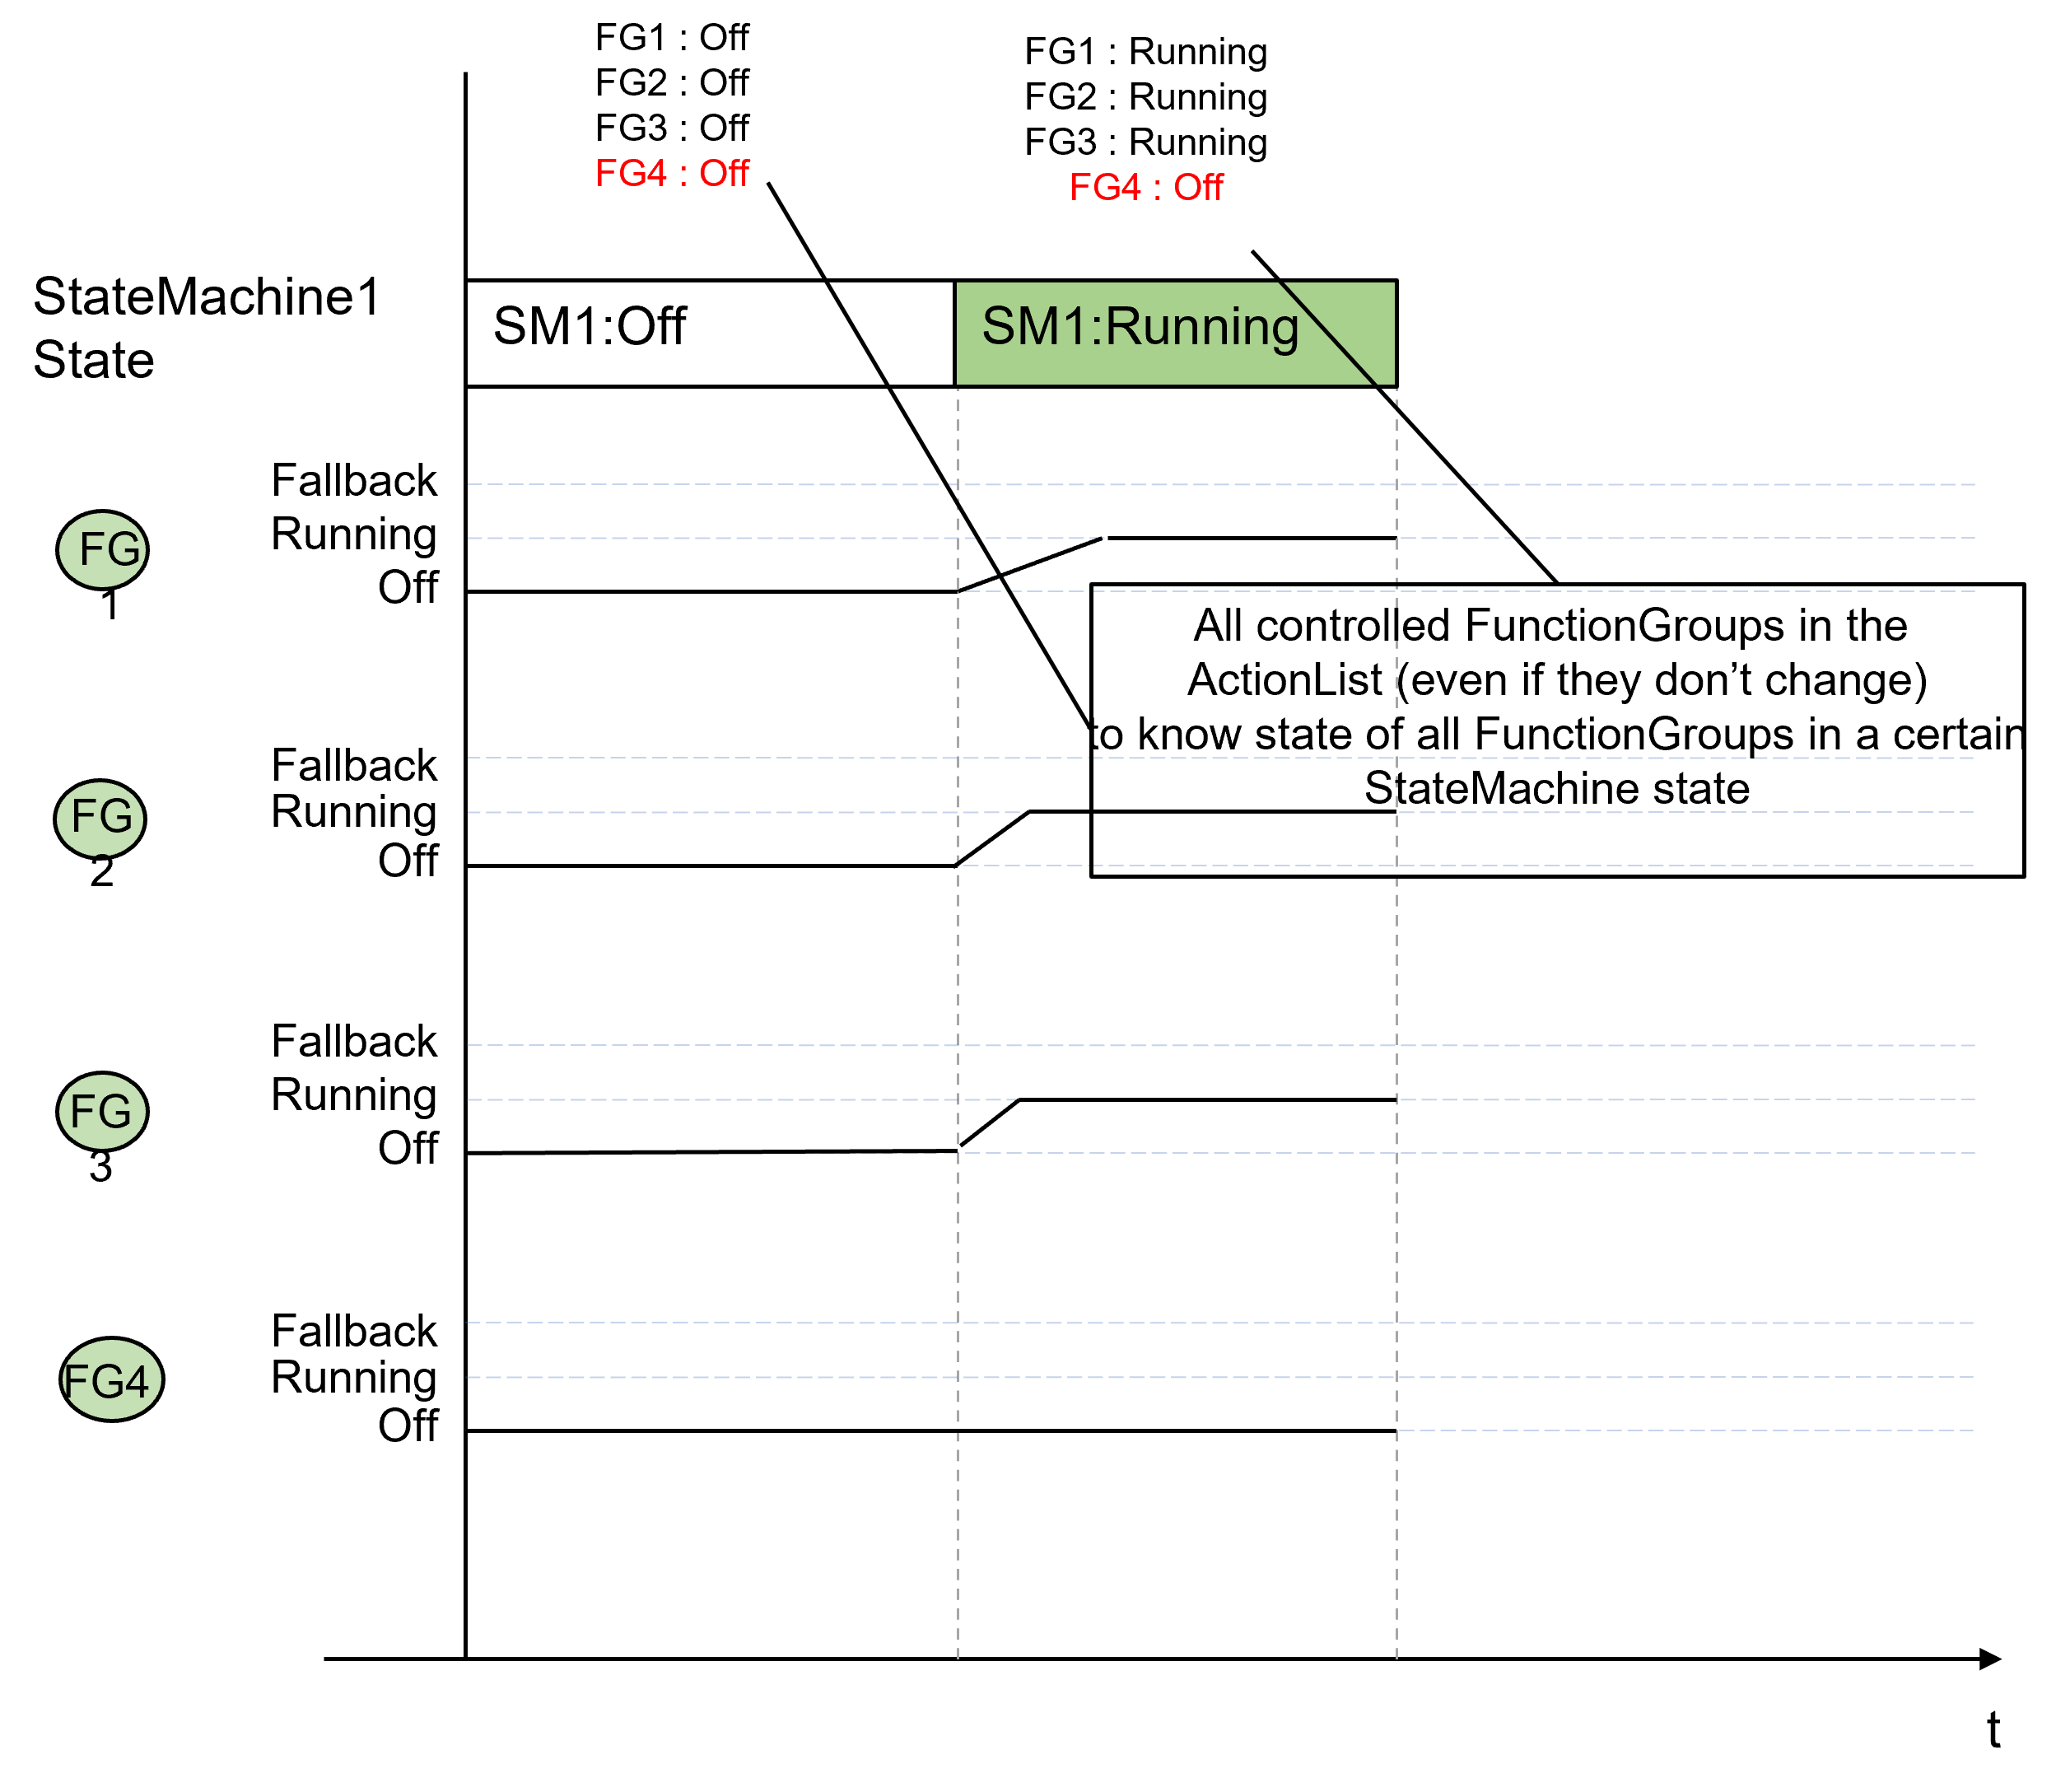 FG1 : Off
FG2 : Off
FG3 : Off
FG4 : Off
FG1 : Running
FG2 : Running
FG3 : Running
FG4 : Off
StateMachine1
State
SM1:Off
SM1:Running
FG
1
Fallback
Running
Off
All controlled FunctionGroups in the
ActionList (even if they don’t change)
to know state of all FunctionGroups in a certain
StateMachine state
FG
2
Fallback
Running
Off
FG
3
Fallback
Running
Off
FG4
Fallback
Running
Off
t